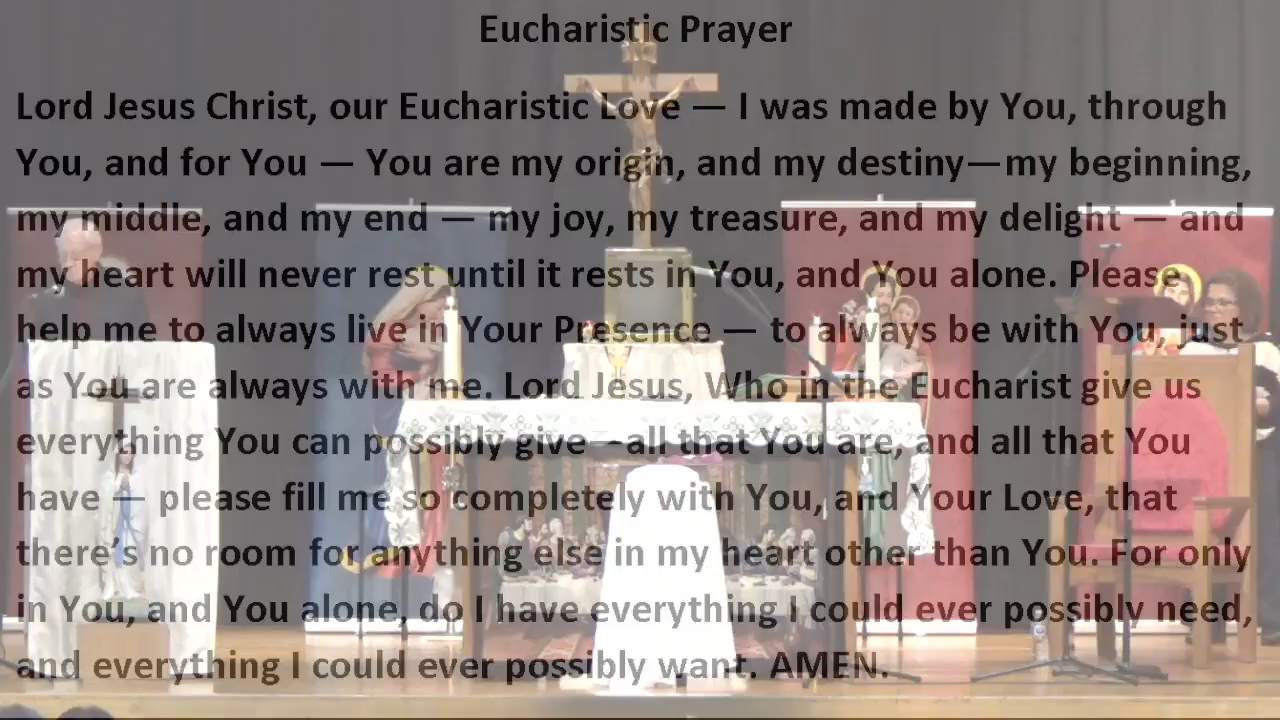 Eucharistic Prayer
Lord Jesus Christ, our Eucharistic Love — I was made by You, through
You, and for You — You are my origin, and my destiny—my beginning,
my middle, and my end — my joy, my treasure, and my delight — and
my heart will never rest until it rests in You, and You alone. Please
help me to always live in Your Presence — to always be with You, just
as You are always with me. Lord Jesus, Who in the Eucharist give us
everything You can possibly give—all that You are, and all that You
have — please fill me so completely with You, and Your Love, that
there’s no room for anything else in my heart other than You. For only
in You, and You alone, do I have everything I could ever possibly need,
and everything I could ever possibly want. AMEN.